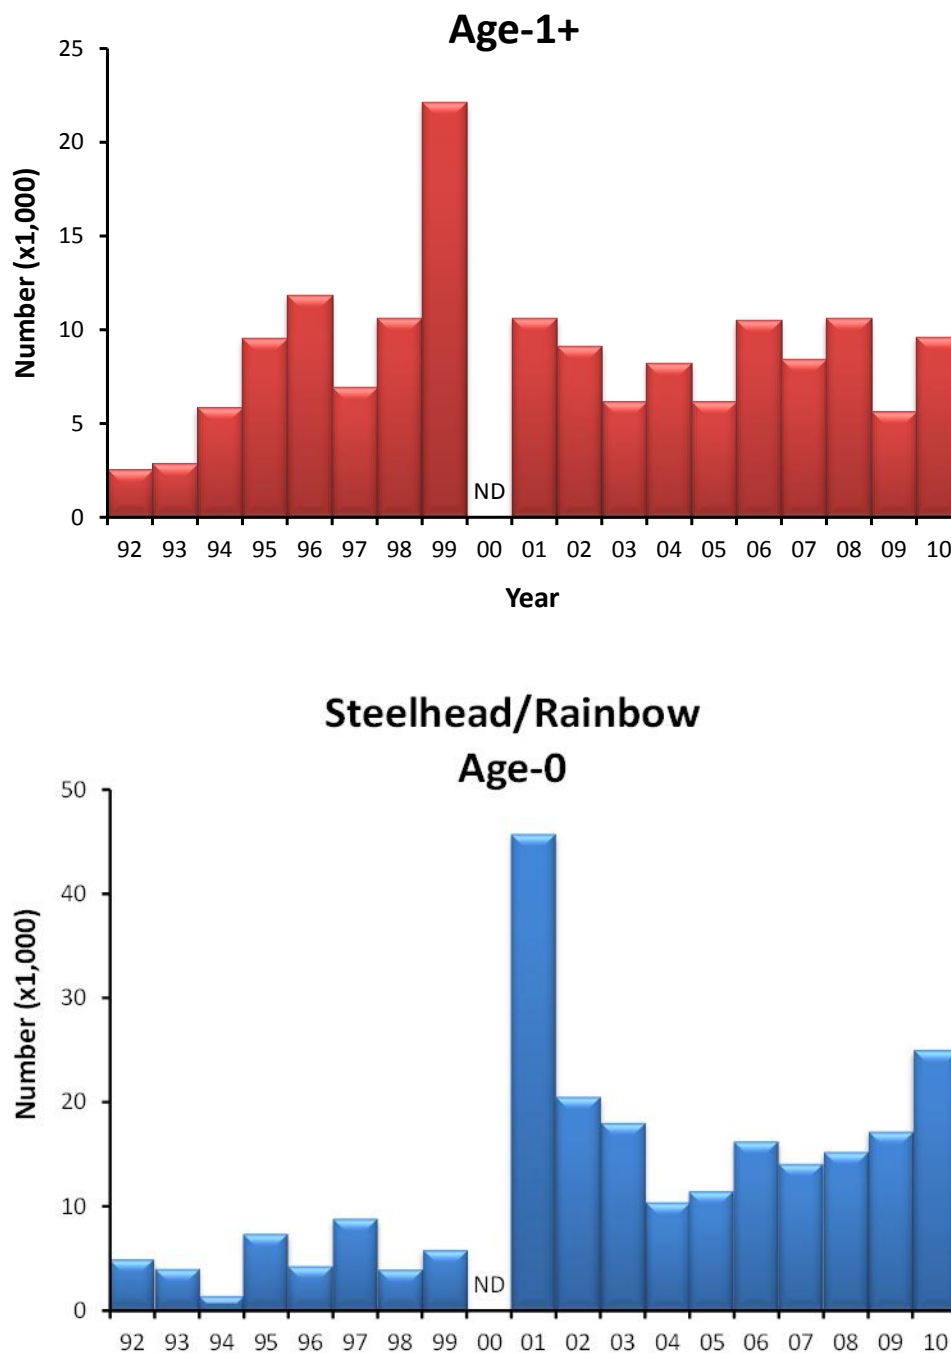 Age-1+
25
20
15
10
5
0
Number (x1,000)
ND
92 93 94 95 96 97 98 99 00 01 02 03 04 05 06 07 08 09 10
Year
Steelhead/Rainbow
Age-0
50
40
30
20
10
0
Number (x1,000)
ND
92 93 94 95 96 97 98 99 00 01 02 03 04 05 06 07 08 09 10